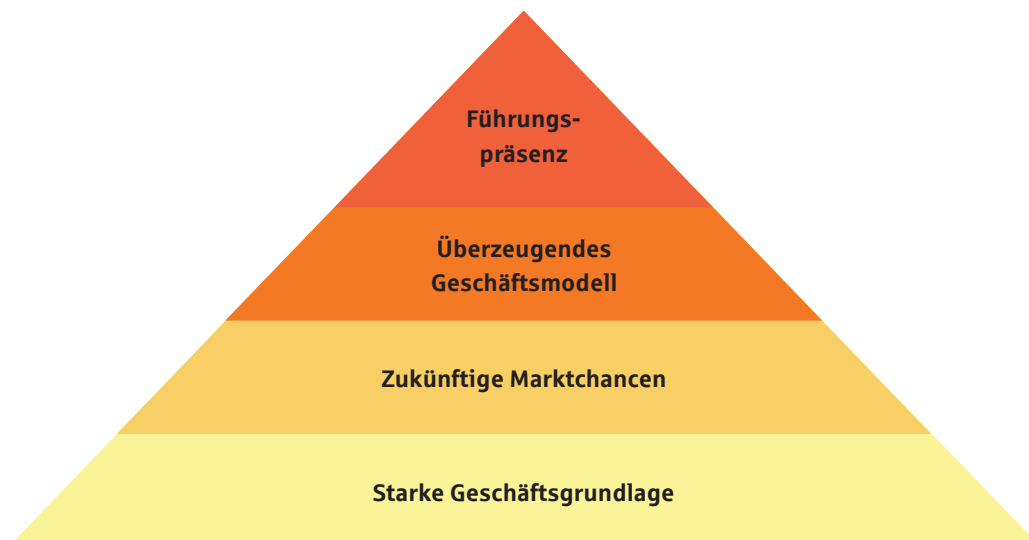 Führungs-
präsenz
Überzeugendes
Geschäftsmodell
Zukünftige Marktchancen
Starke Geschäftsgrundlage